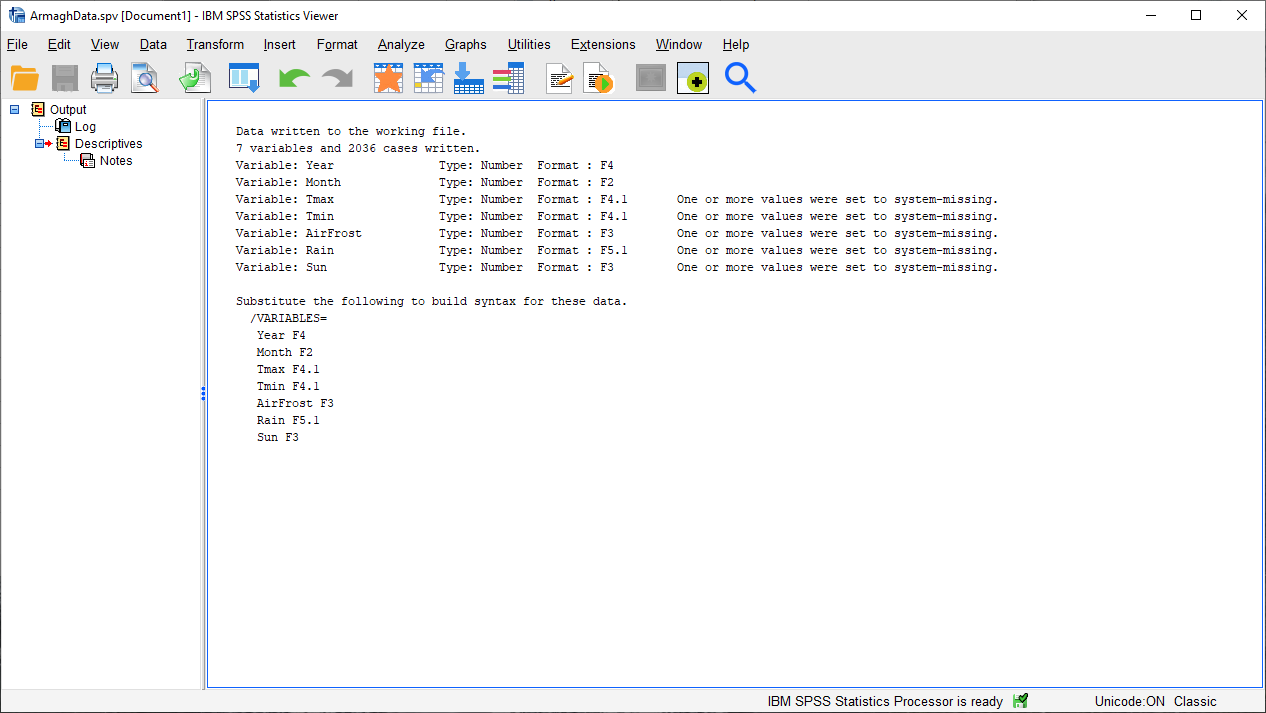 ArmaghData.spv [Document1] - IBM SPSS Statistics Viewer
File Edit View Data Transform Insert Format Analyze Graphs Utilities Extensions Window Help
Output
Log
Descriptives
Notes
Data written to the working file.
7 variables and 2036 cases written.
Variable: Year Type: Number Format : F4
Variable: Month Type: Number Format : F2
Variable: Tmax Type: Number Format : F4.1 One or more values were set to system-missing.
Variable: Tmin Type: Number Format : F4.1 One or more values were set to system-missing.
Variable: AirFrost Type: Number Format : F3 One or more values were set to system-missing.
Variable: Rain Type: Number Format : F5.1 One or more values were set to system-missing.
Variable: Sun Type: Number Format : F3 One or more values were set to system-missing.
Substitute the following to build syntax for these data.
/VARIABLES=
Year F4
Month F2
Tmax F4.1
Tmin F4.1
AirFrost F3
Rain F5.1
Sun F3
IBM SPSS Statistics Processor is ready Unicode:ON Classic